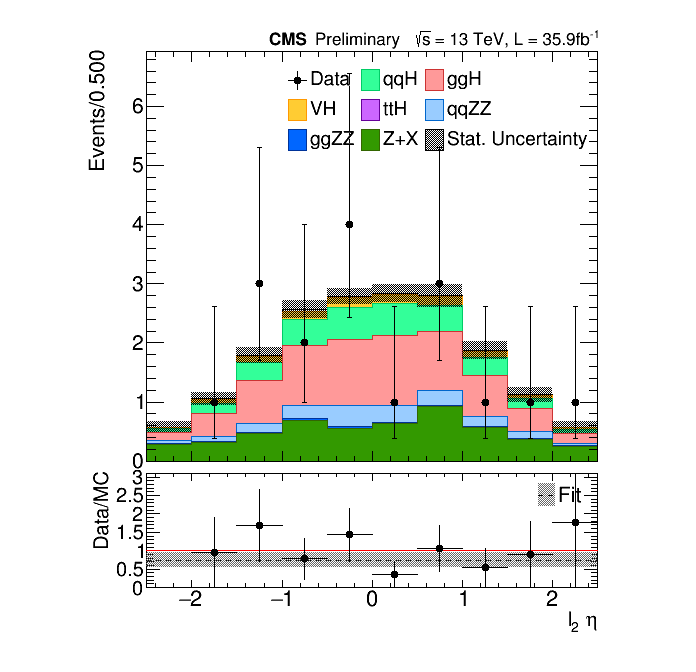 CMS Preliminary √s = 13 TeV, L = 35.9fb⁻¹
Events/0.500
Data qqH ggH
VH ttH qqZZ
ggZZ Z+X Stat. Uncertainty
6
5
4
3
2
1
0
Data/MC
3
2.5
2
1.5
1
0.5
0
Fit
−2 −1 0 1 2
l₂ η